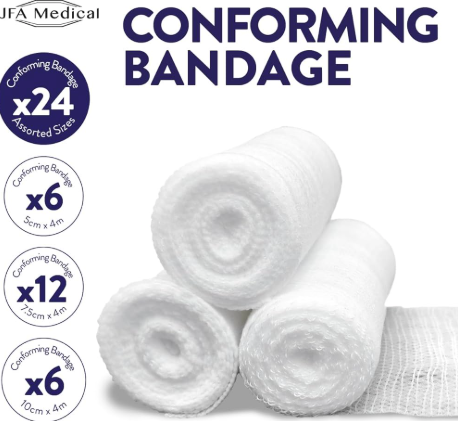 JFA Medical
CONFORMING
BANDAGE
Conforming Bandage
x24
Assorted Sizes
Conforming Bandage
x6
5cm x 4m
Conforming Bandage
x12
7.5cm x 4m
Conforming Bandage
x6
10cm x 4m